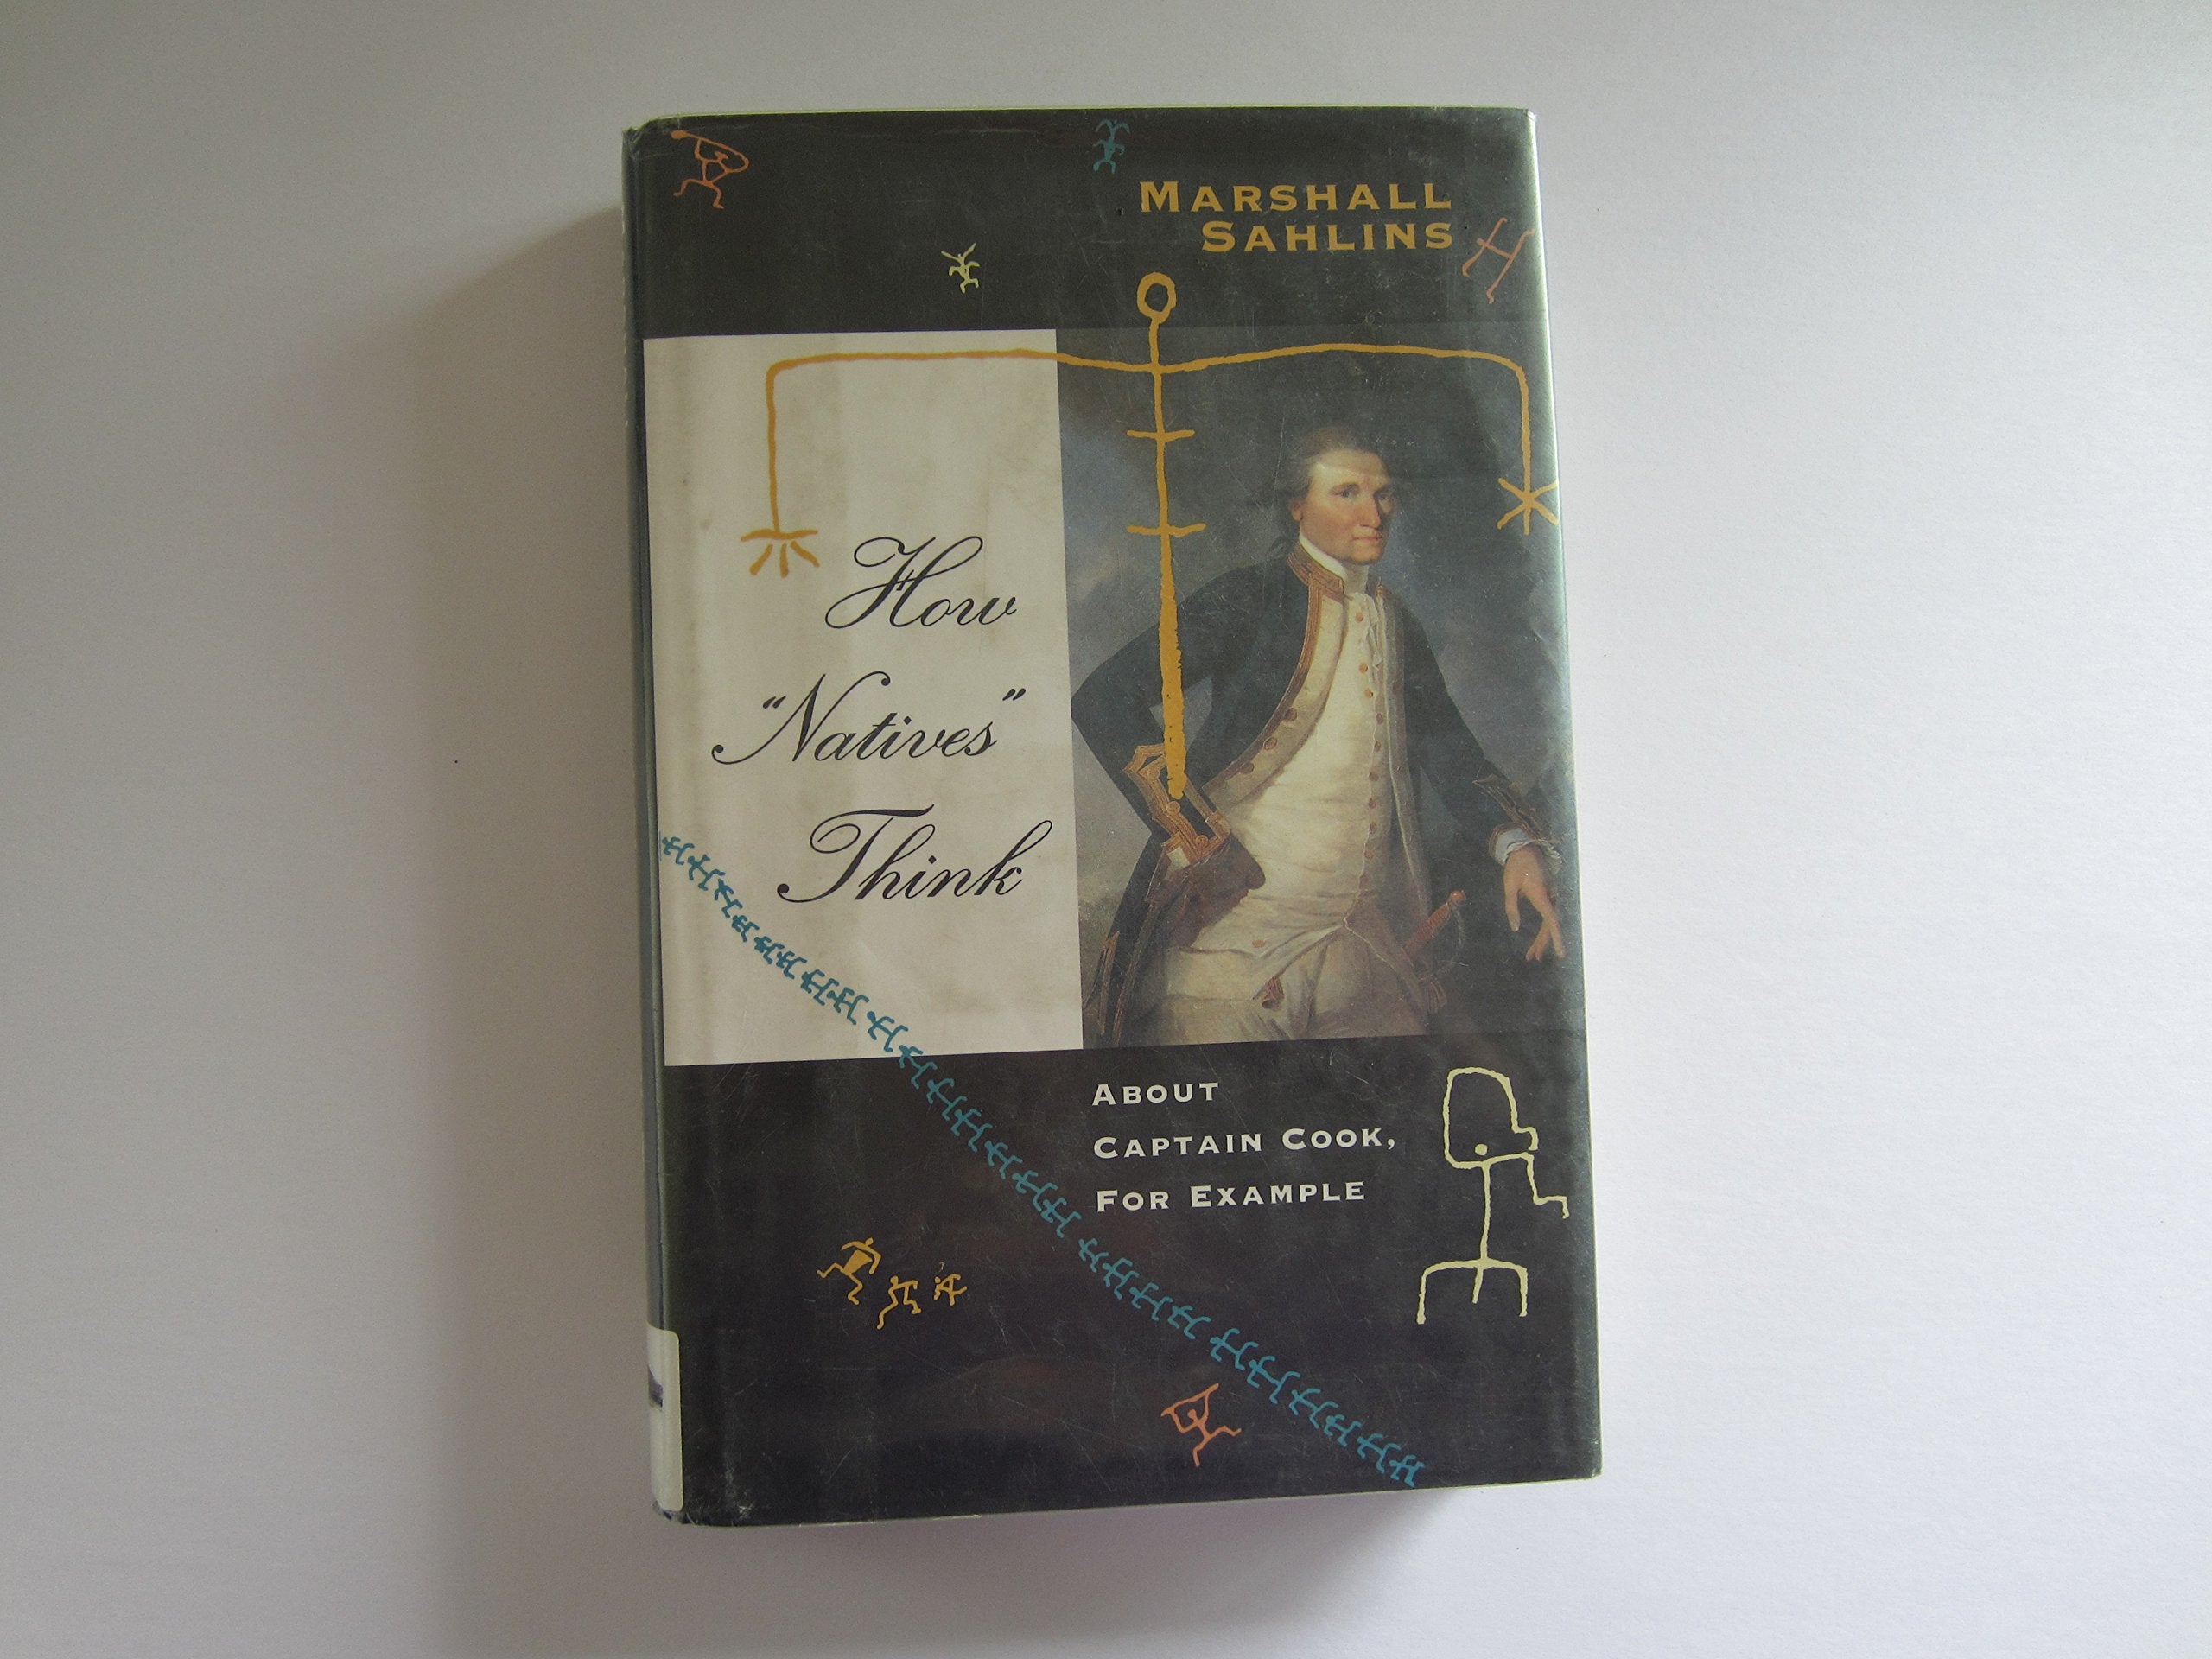 MARSHALL
SAHLINS
How
"Natives"
Think
ABOUT
CAPTAIN COOK,
FOR EXAMPLE